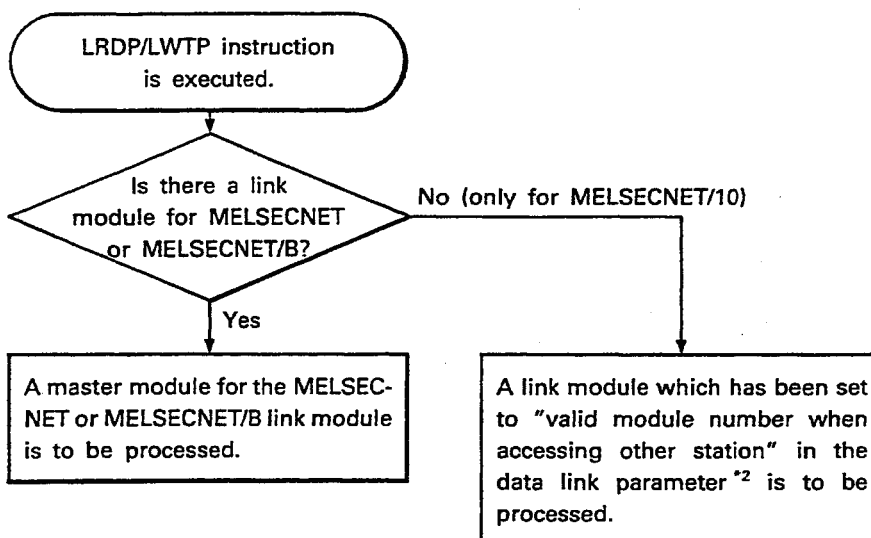 LRDP/LWTP instruction
is executed.
Is there a link
module for MELSECNET
or MELSECNET/B?
No (only for MELSECNET/10)
Yes
A master module for the MELSEC-
NET or MELSECNET/B link module
is to be processed.
A link module which has been set
to "valid module number when
accessing other station" in the
data link parameter *2 is to be
processed.